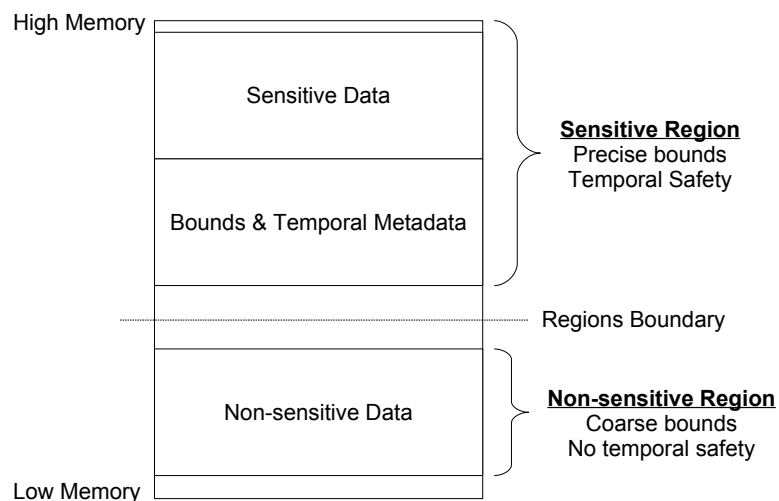 High Memory
Sensitive Data
Sensitive Region
Precise bounds
Temporal Safety
Bounds & Temporal Metadata
Regions Boundary
Non-sensitive Data
Non-sensitive Region
Coarse bounds
No temporal safety
Low Memory